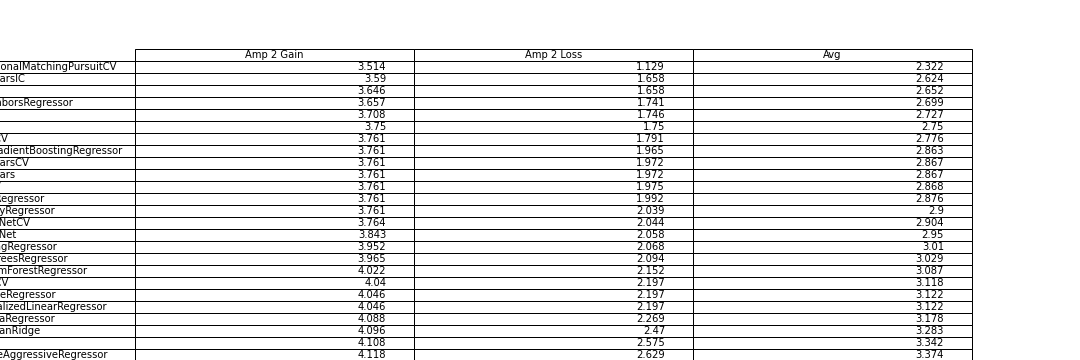 Amp 2 Gain Amp 2 Loss Avg
onalMatchingPursuitCV 3.514 1.129 2.322
arsIC 3.59 1.658 2.624
3.646 1.658 2.652
borsRegressor 3.657 1.741 2.699
3.708 1.746 2.727
3.75 1.75 2.75
V 3.761 1.791 2.776
adientBoostingRegressor 3.761 1.965 2.863
arsCV 3.761 1.972 2.867
ars 3.761 1.972 2.867
3.761 1.975 2.868
Regressor 3.761 1.992 2.876
yRegressor 3.761 2.039 2.9
NetCV 3.764 2.044 2.904
Net 3.843 2.058 2.95
gRegressor 3.952 2.068 3.01
reesRegressor 3.965 2.094 3.029
mForestRegressor 4.022 2.152 3.087
CV 4.04 2.197 3.118
eRegressor 4.046 2.197 3.122
alizedLinearRegressor 4.046 2.197 3.122
aRegressor 4.088 2.269 3.178
anRidge 4.096 2.47 3.283
4.108 2.575 3.342
eAggressiveRegressor 4.118 2.629 3.374